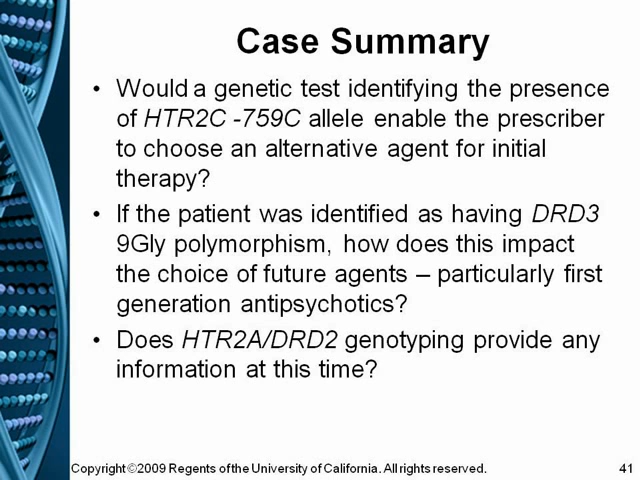 Case Summary
• Would a genetic test identifying the presence
of HTR2C -759C allele enable the prescriber
to choose an alternative agent for initial
therapy?
• If the patient was identified as having DRD3
9Gly polymorphism, how does this impact
the choice of future agents – particularly first
generation antipsychotics?
• Does HTR2A/DRD2 genotyping provide any
information at this time?
Copyright ©2009 Regents of the University of California. All rights reserved.
41